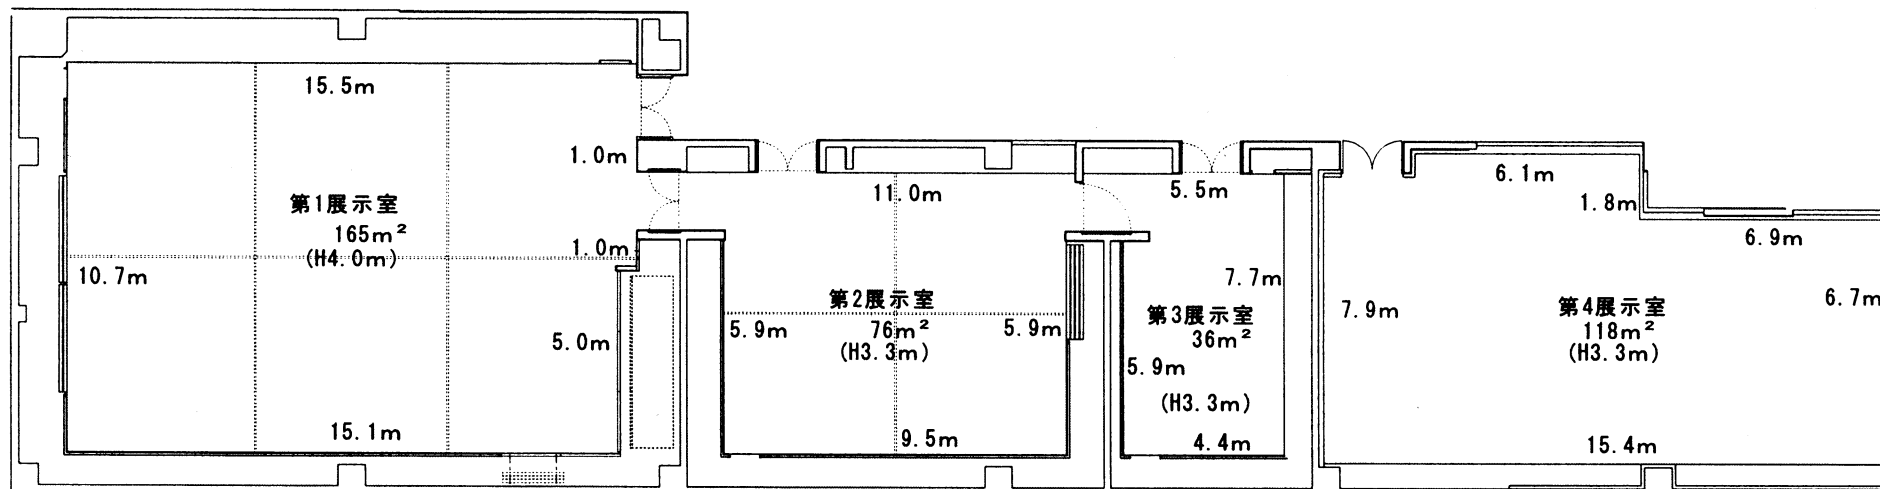 15.5m
1.0m
第1展示室
165m²
(H4.0m)
10.7m
1.0m
5.0m
15.1m
11.0m
第2展示室
76m²
(H3.3m)
5.9m
5.9m
9.5m
5.5m
7.7m
第3展示室
36m²
5.9m
(H3.3m)
4.4m
6.1m
1.8m
6.9m
7.9m
第4展示室
118m²
(H3.3m)
6.7m
15.4m